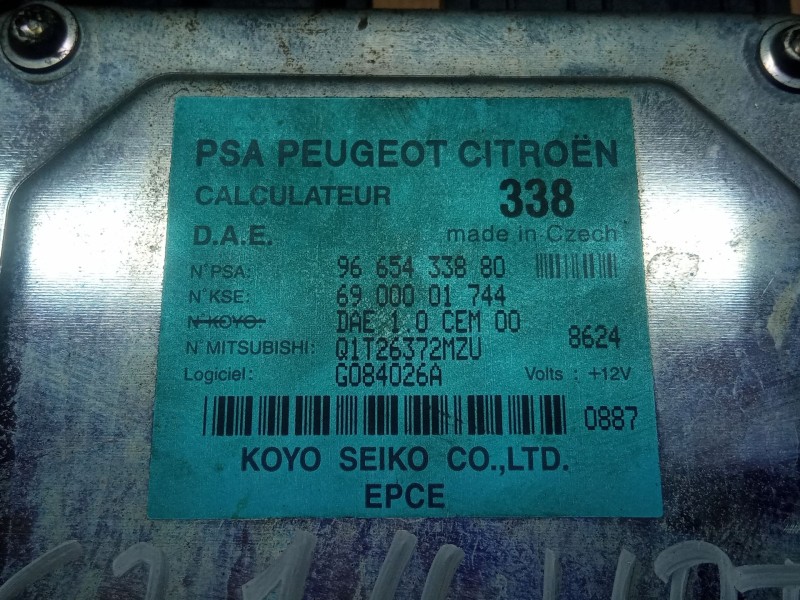 PSA PEUGEOT CITROËN
CALCULATEUR 338
D.A.E. made in Czech
N°PSA: 96 654 338 80
N°KSE: 69 000 01 744
N°KOYO: DAE 1.0 CEM 00
N°MITSUBISHI: Q1T26372MZU 8624
Logiciel: G084026A Volts : +12V
0887
KOYO SEIKO CO.,LTD.
EPCE